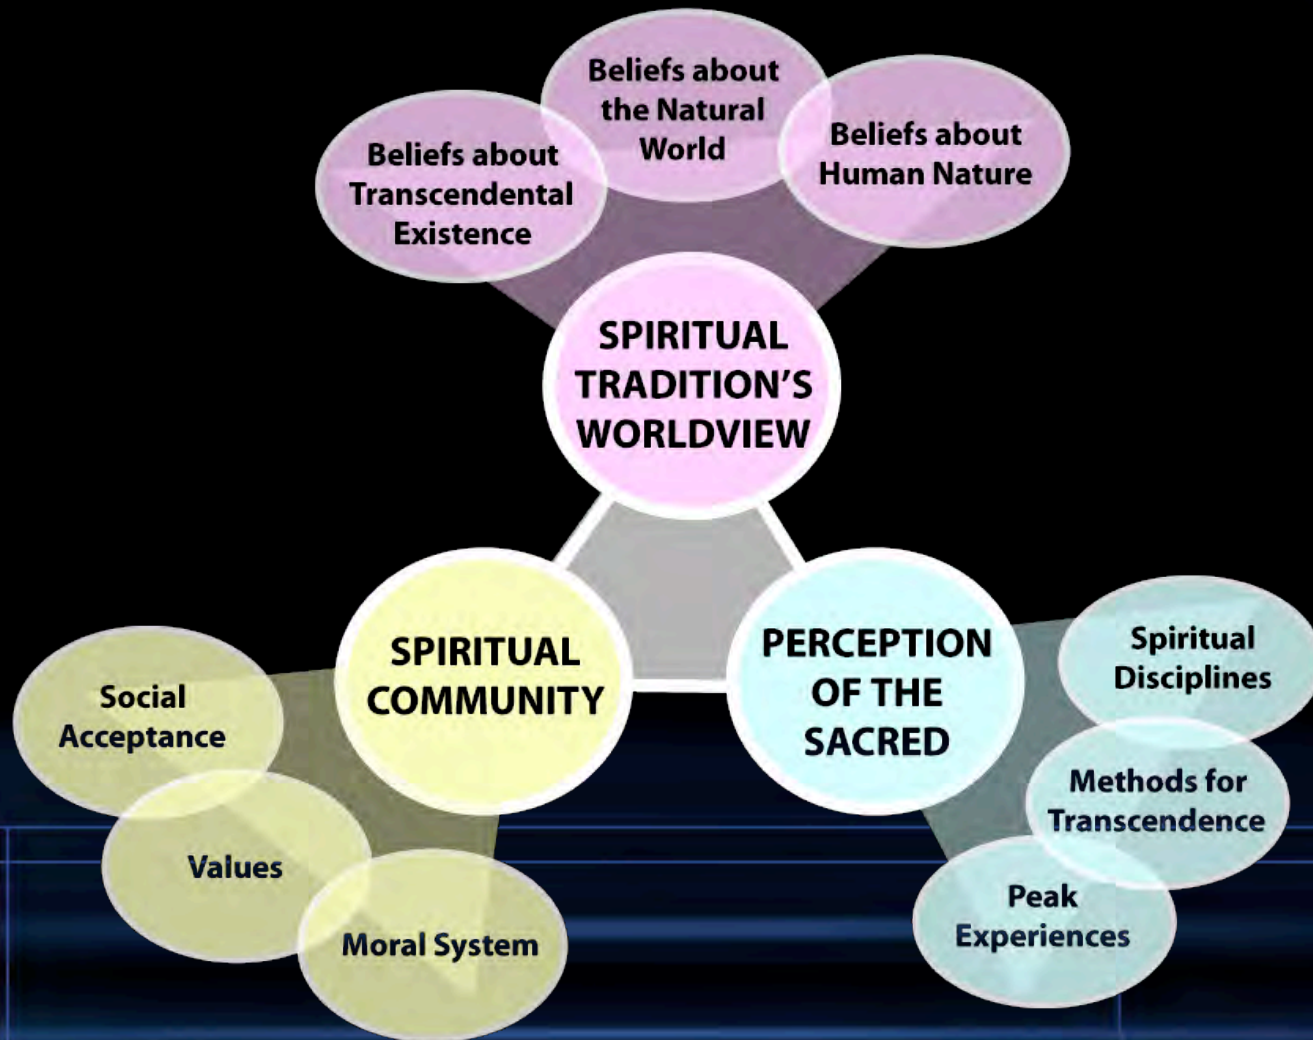 Beliefs about
the Natural
World
Beliefs about
Transcendental
Existence
Beliefs about
Human Nature
SPIRITUAL
TRADITION’S
WORLDVIEW
SPIRITUAL
COMMUNITY
PERCEPTION
OF THE
SACRED
Social
Acceptance
Values
Moral System
Spiritual
Disciplines
Methods for
Transcendence
Peak
Experiences